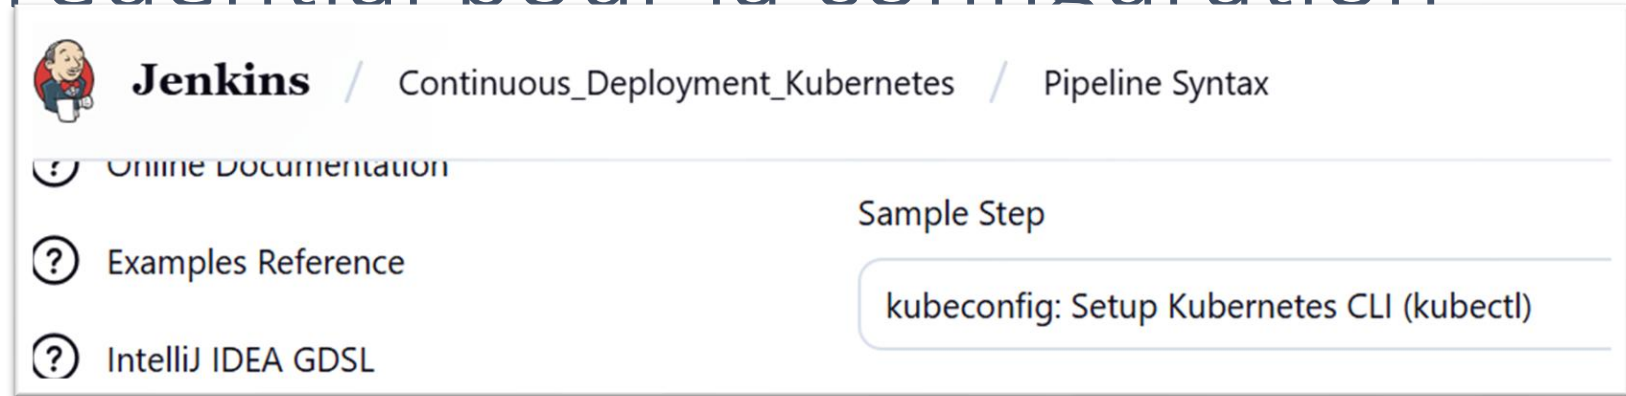 Jenkins / Continuous_Deployment_Kubernetes / Pipeline Syntax
Online Documentation
Sample Step
Examples Reference
kubeconfig: Setup Kubernetes CLI (kubectl)
IntelliJ IDEA GDSL